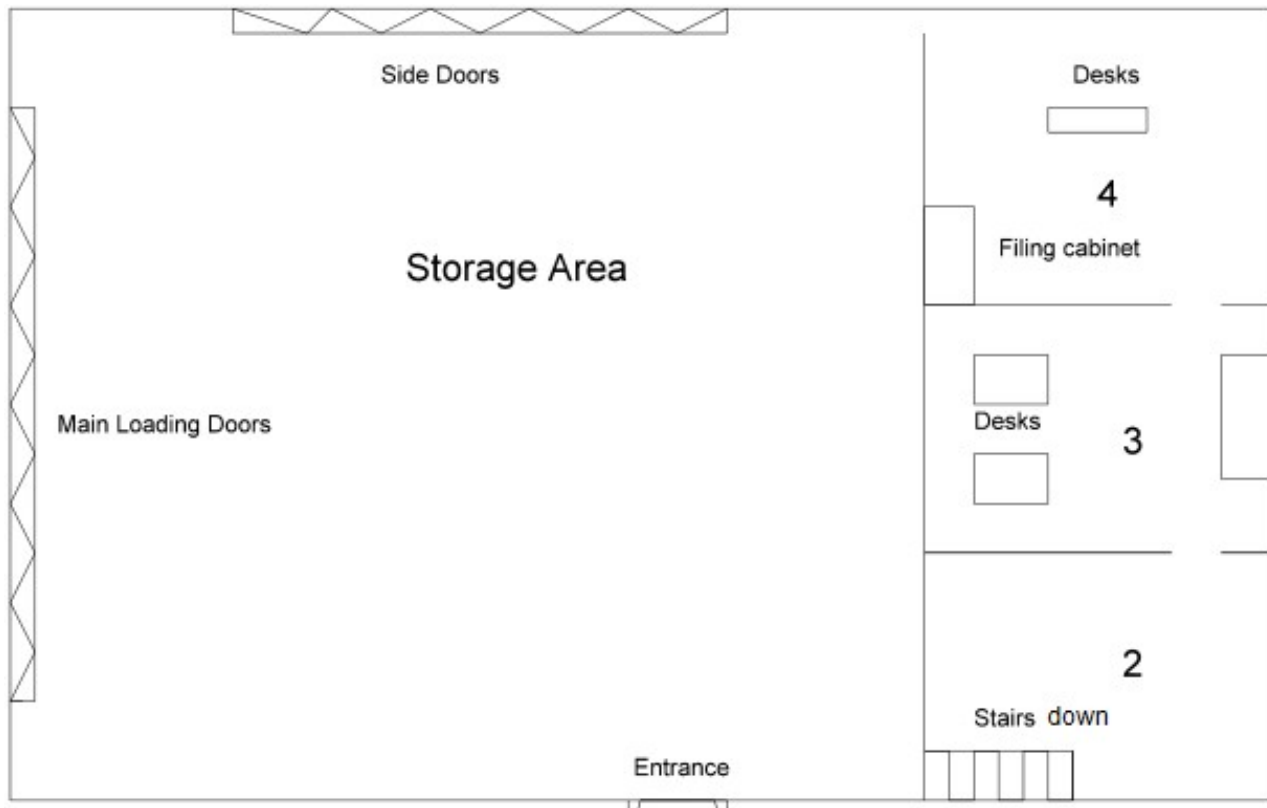 Side Doors
Desks
4
Storage Area
Filing cabinet
Main Loading Doors
Desks
3
2
Stairs down
Entrance